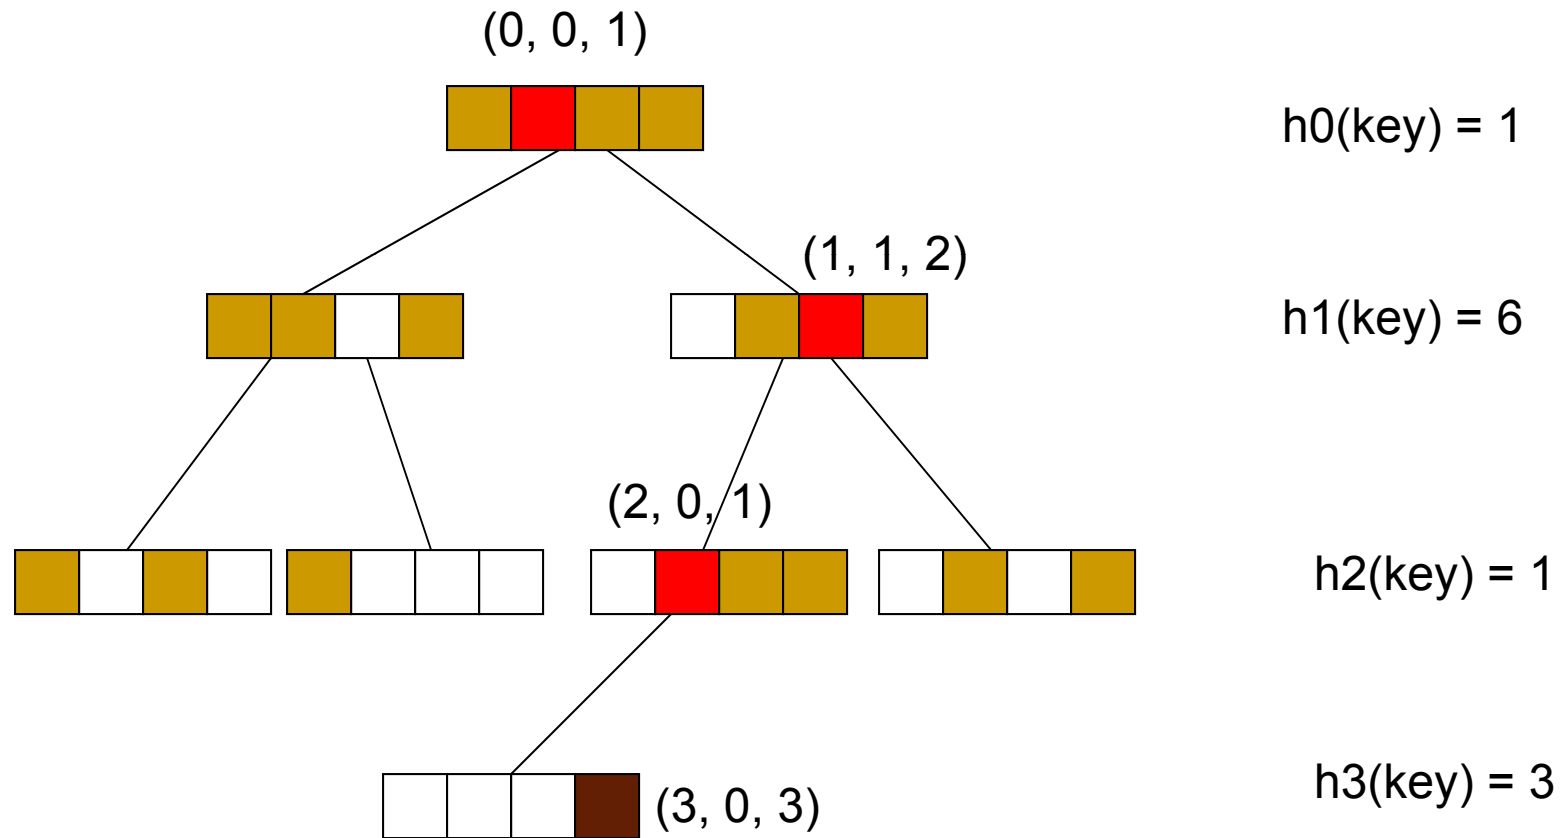 (0, 0, 1)
h0(key) = 1
(1, 1, 2)
h1(key) = 6
(2, 0, 1)
h2(key) = 1
(3, 0, 3)
h3(key) = 3